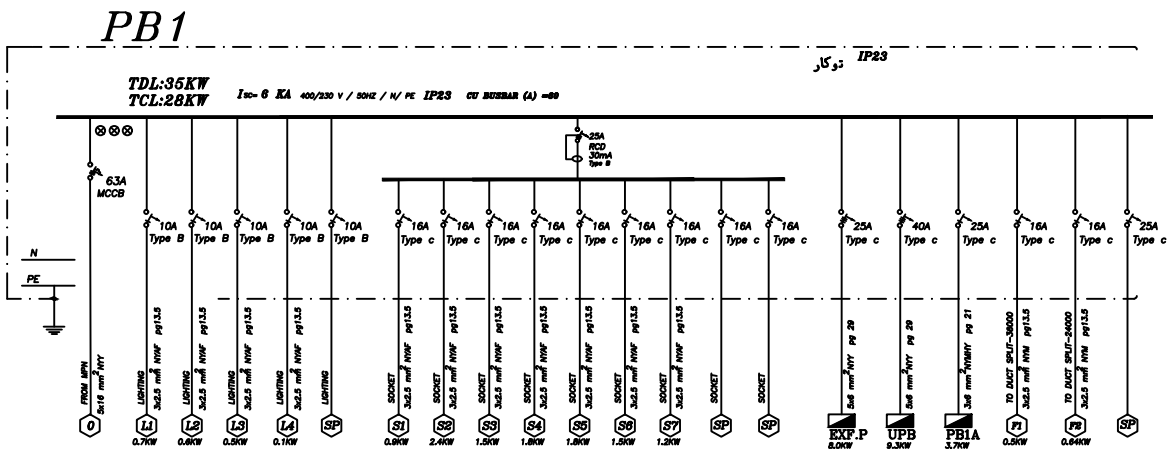 PB1
توکار IP23
TDL:35KW
TCL:28KW
Isc= 6 KA 400/230 V / 50HZ / N/ PE IP23 CU BUSBAR (A) =69
25A
RCD
30mA
Type B
63A
MCCB
10A
Type B
10A
Type B
10A
Type B
10A
Type B
10A
Type B
16A
Type c
16A
Type c
16A
Type c
16A
Type c
16A
Type c
16A
Type c
16A
Type c
16A
Type c
16A
Type c
25A
Type c
40A
Type c
25A
Type c
16A
Type c
16A
Type c
25A
Type c
N
PE
FROM MPH
5x16 mm2 NYY
0
LIGHTING
3x2.5 mm2 NYAF pg13.5
L1
0.7KW
LIGHTING
3x2.5 mm2 NYAF pg13.5
L2
0.6KW
LIGHTING
3x2.5 mm2 NYAF pg13.5
L3
0.5KW
LIGHTING
3x2.5 mm2 NYAF pg13.5
L4
0.1KW
LIGHTING
SP
SOCKET
3x2.5 mm2 NYAF pg13.5
S1
0.9KW
SOCKET
3x2.5 mm2 NYAF pg13.5
S2
2.4KW
SOCKET
3x2.5 mm2 NYAF pg13.5
S3
1.5KW
SOCKET
3x2.5 mm2 NYAF pg13.5
S4
1.8KW
SOCKET
3x2.5 mm2 NYAF pg13.5
S5
1.8KW
SOCKET
3x2.5 mm2 NYAF pg13.5
S6
1.5KW
SOCKET
3x2.5 mm2 NYAF pg13.5
S7
1.2KW
SOCKET
SP
SOCKET
SP
5x6 mm2 NYY pg 29
EXF.P
8.0KW
5x6 mm2 NYY pg 29
UPB
9.3KW
3x6 mm2 NYMHY pg 21
PB1A
3.7KW
TO DUCT SPLIT-36000
3x2.5 mm2 NYM pg13.5
F1
0.5KW
TO DUCT SPLIT-24000
3x2.5 mm2 NYM pg13.5
F2
0.64KW
SP